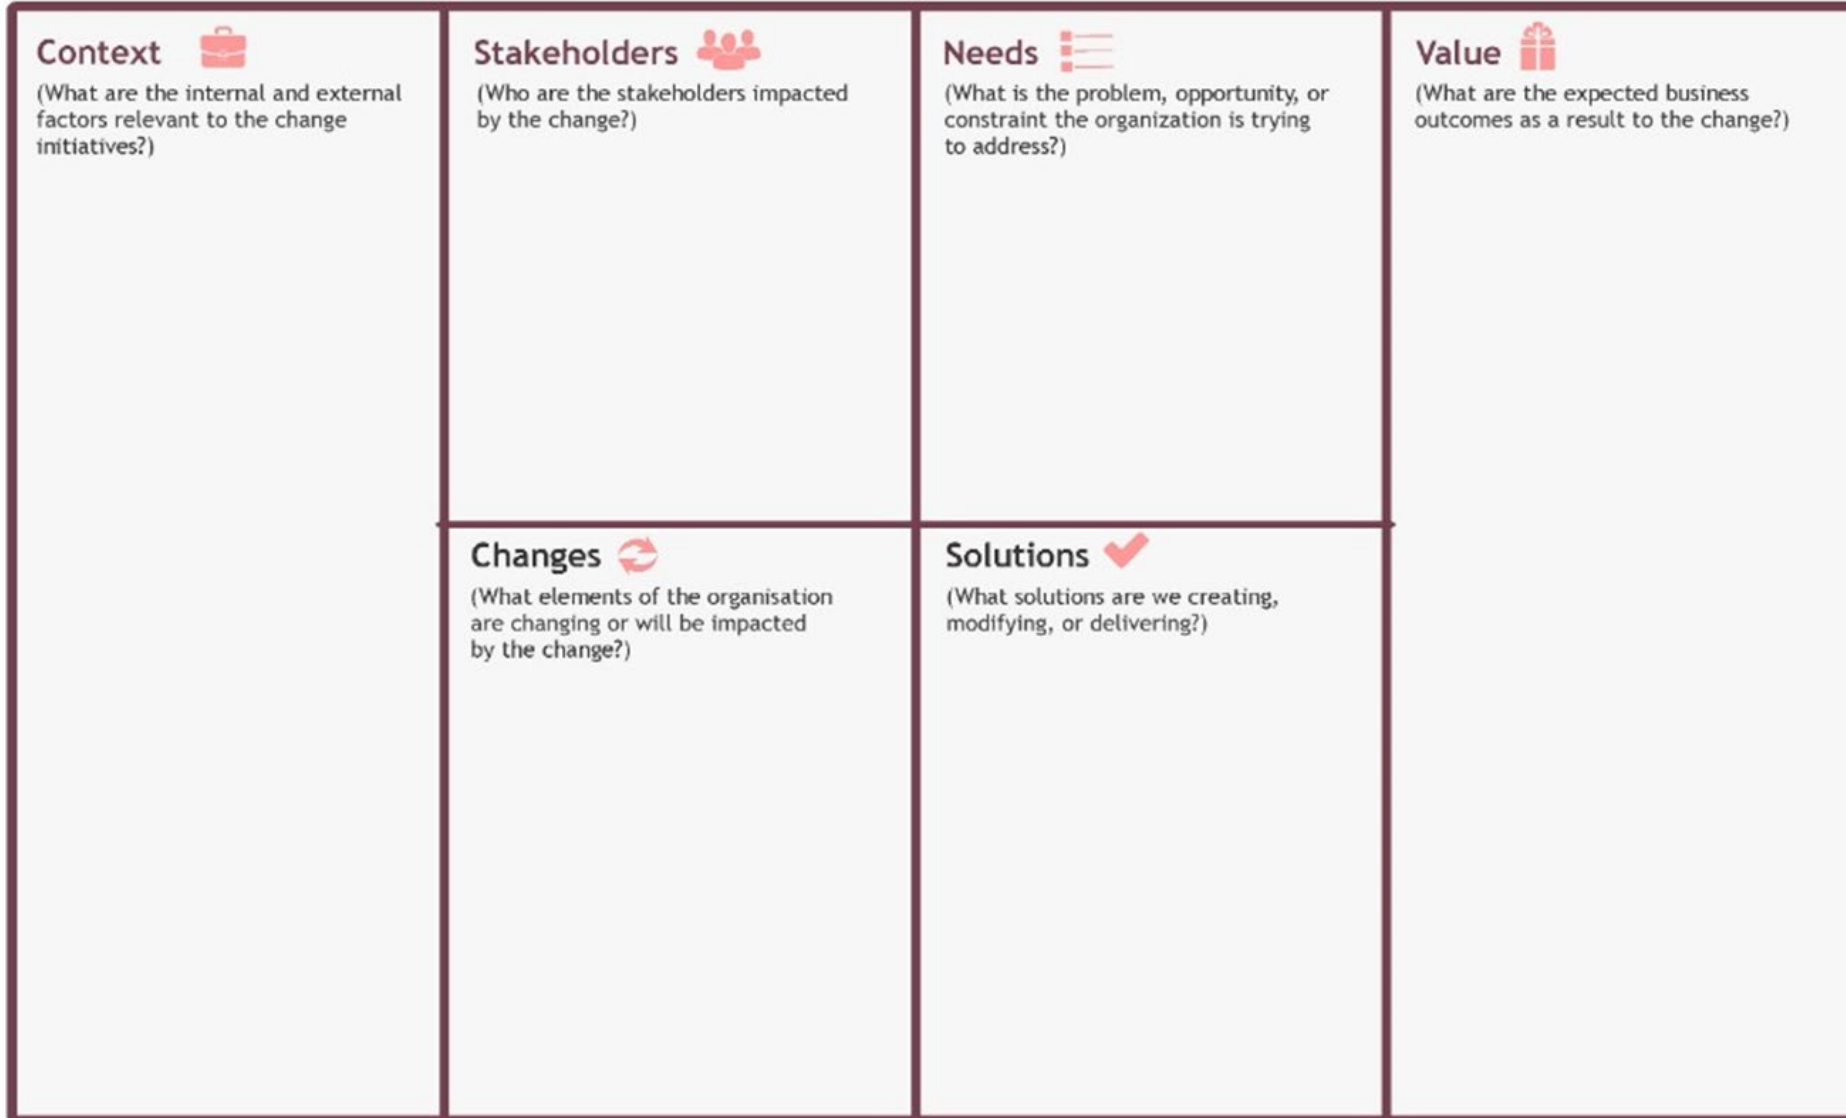 Context
(What are the internal and external
factors relevant to the change
initiatives?)
Stakeholders
(Who are the stakeholders impacted
by the change?)
Needs
(What is the problem, opportunity, or
constraint the organization is trying
to address?)
Value
(What are the expected business
outcomes as a result to the change?)
Changes
(What elements of the organisation
are changing or will be impacted
by the change?)
Solutions
(What solutions are we creating,
modifying, or delivering?)